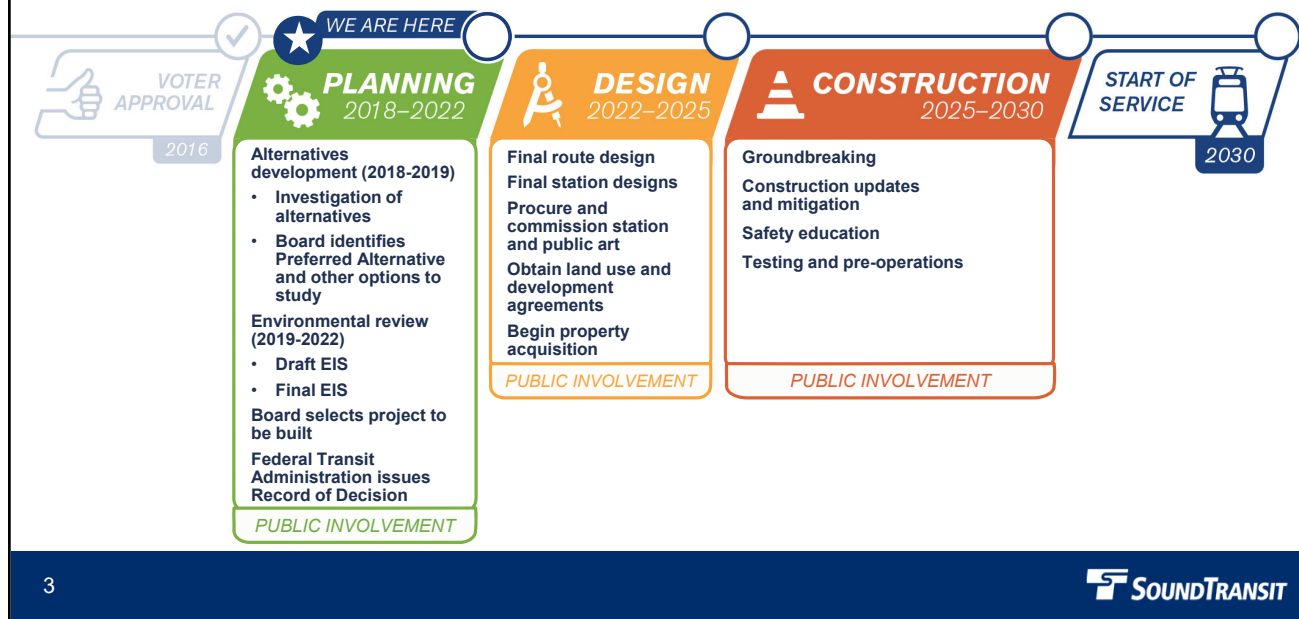 WE ARE HERE
VOTER
APPROVAL
2016
PLANNING
2018–2022
Alternatives
development (2018-2019)
• Investigation of
alternatives
• Board identifies
Preferred Alternative
and other options to
study
Environmental review
(2019-2022)
• Draft EIS
• Final EIS
Board selects project to
be built
Federal Transit
Administration issues
Record of Decision
PUBLIC INVOLVEMENT
DESIGN
2022–2025
Final route design
Final station designs
Procure and
commission station
and public art
Obtain land use and
development
agreements
Begin property
acquisition
PUBLIC INVOLVEMENT
CONSTRUCTION
2025–2030
Groundbreaking
Construction updates
and mitigation
Safety education
Testing and pre-operations
PUBLIC INVOLVEMENT
START OF
SERVICE
2030
3
SOUNDTRANSIT